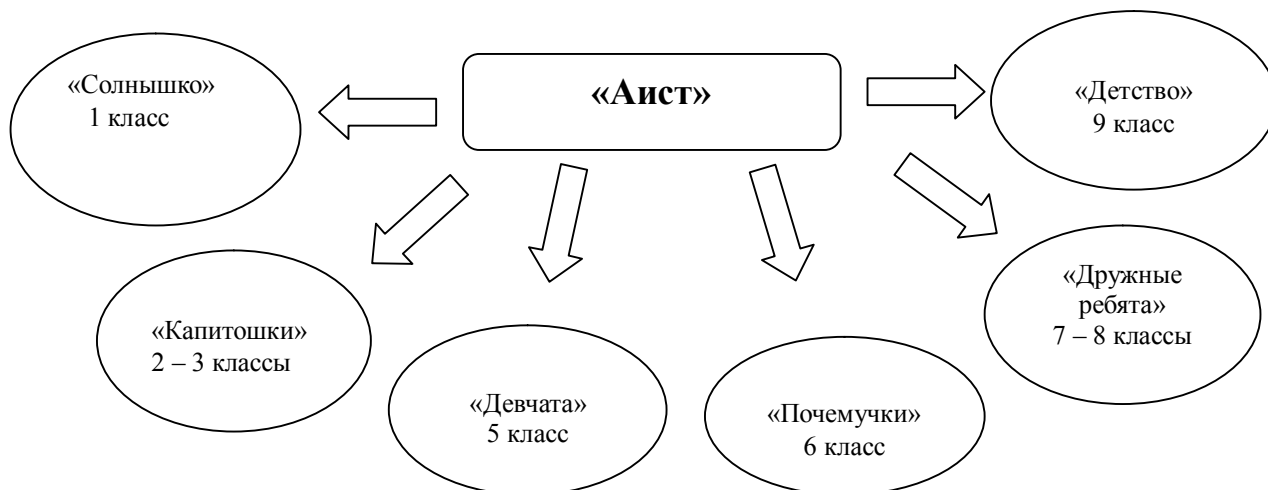 «Аист»
«Солнышко»
1 класс
«Детство»
9 класс
«Капитошки»
2 – 3 классы
«Дружные
ребята»
7 – 8 классы
«Девчата»
5 класс
«Почемучки»
6 класс